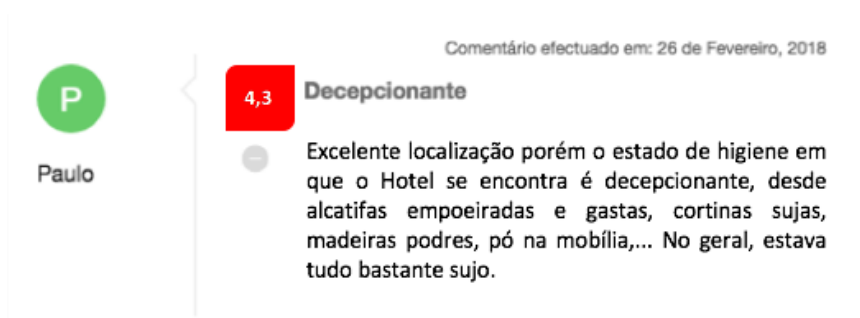 Comentário efectuado em: 26 de Fevereiro, 2018
P
Paulo
4,3
Decepcionante
Excelente localização porém o estado de higiene em
que o Hotel se encontra é decepcionante, desde
alcatifas empoeiradas e gastas, cortinas sujas,
madeiras podres, pó na mobília,... No geral, estava
tudo bastante sujo.